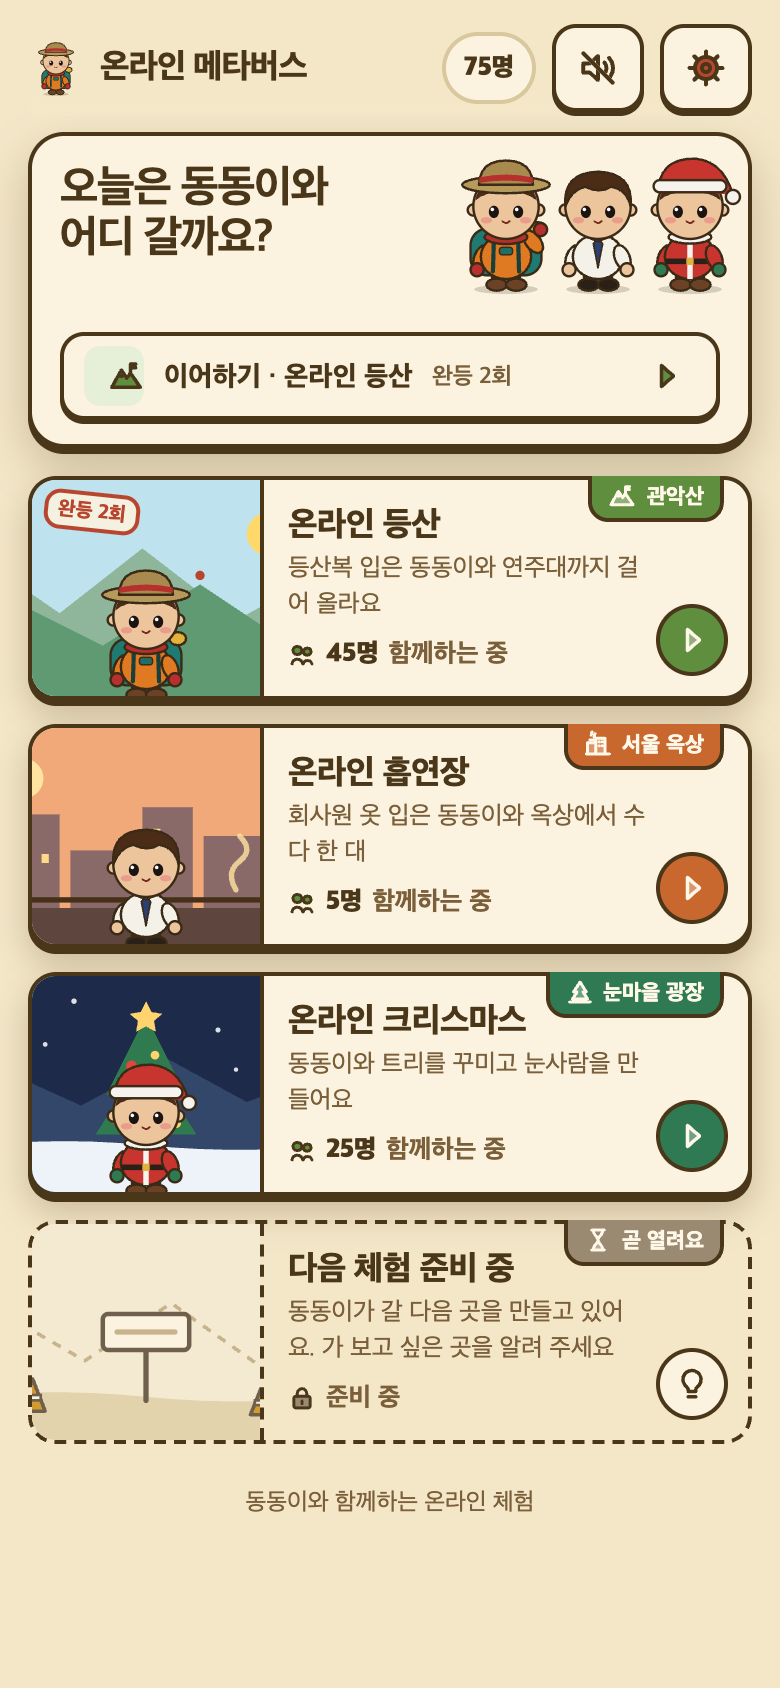 온라인 메타버스
75명
오늘은 동동이와
어디 갈까요?
이어하기 · 온라인 등산 완등 2회
완등 2회
관악산
온라인 등산
등산복 입은 동동이와 연주대까지 걸
어 올라요
45명 함께하는 중
서울 옥상
온라인 흡연장
회사원 옷 입은 동동이와 옥상에서 수
다 한 대
5명 함께하는 중
눈마을 광장
온라인 크리스마스
동동이와 트리를 꾸미고 눈사람을 만
들어요
25명 함께하는 중
곧 열려요
다음 체험 준비 중
동동이가 갈 다음 곳을 만들고 있어
요. 가 보고 싶은 곳을 알려 주세요
준비 중
동동이와 함께하는 온라인 체험